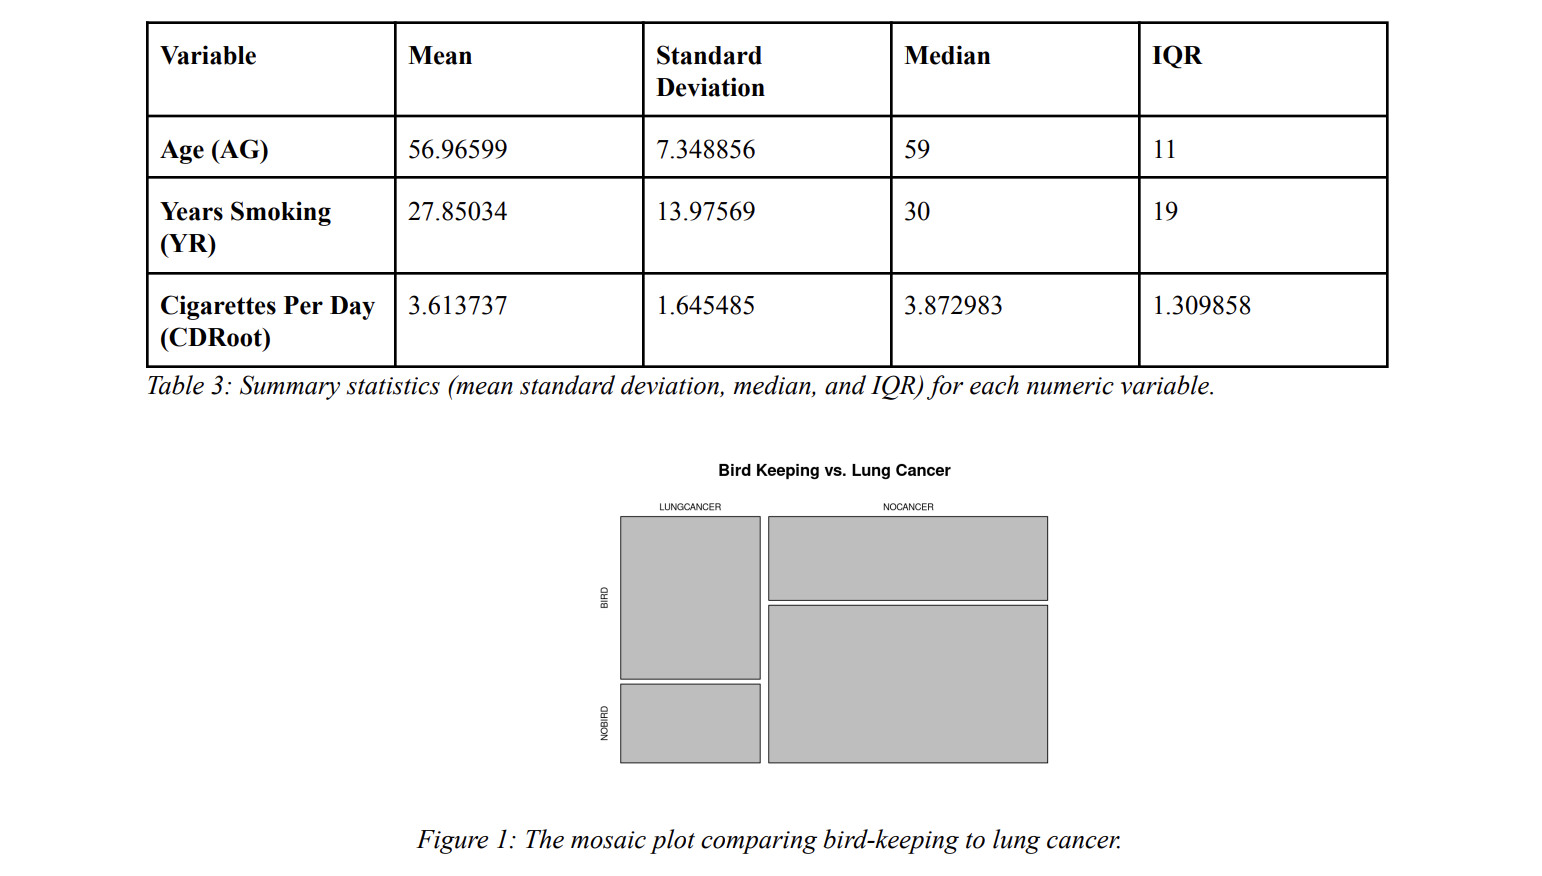 Variable Mean Standard Deviation Median IQR
Age (AG) 56.96599 7.348856 59 11
Years Smoking (YR) 27.85034 13.97569 30 19
Cigarettes Per Day (CDRoot) 3.613737 1.645485 3.872983 1.309858
Table 3: Summary statistics (mean standard deviation, median, and IQR) for each numeric variable.
Bird Keeping vs. Lung Cancer
LUNGCANCER NOCANCER
BIRD
NOBIRD
Figure 1: The mosaic plot comparing bird-keeping to lung cancer.